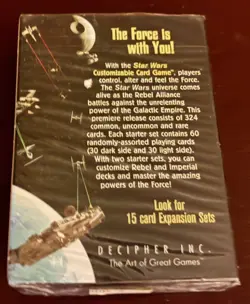 The Force is
with You!
With the Star Wars
Customizable Card Game™, players
control, alter and feel the Force.
The Star Wars universe comes
alive as the Rebel Alliance
battles against the unrelenting
power of the Galactic Empire. This
premiere release consists of 324
common, uncommon and rare
cards. Each starter set contains 60
randomly-assorted playing cards
(30 dark side and 30 light side).
With two starter sets, you can
customize Rebel and Imperial
decks and master the amazing
powers of the Force!
Look for
15 card Expansion Sets
DECIPHER INC.
The Art of Great Games™